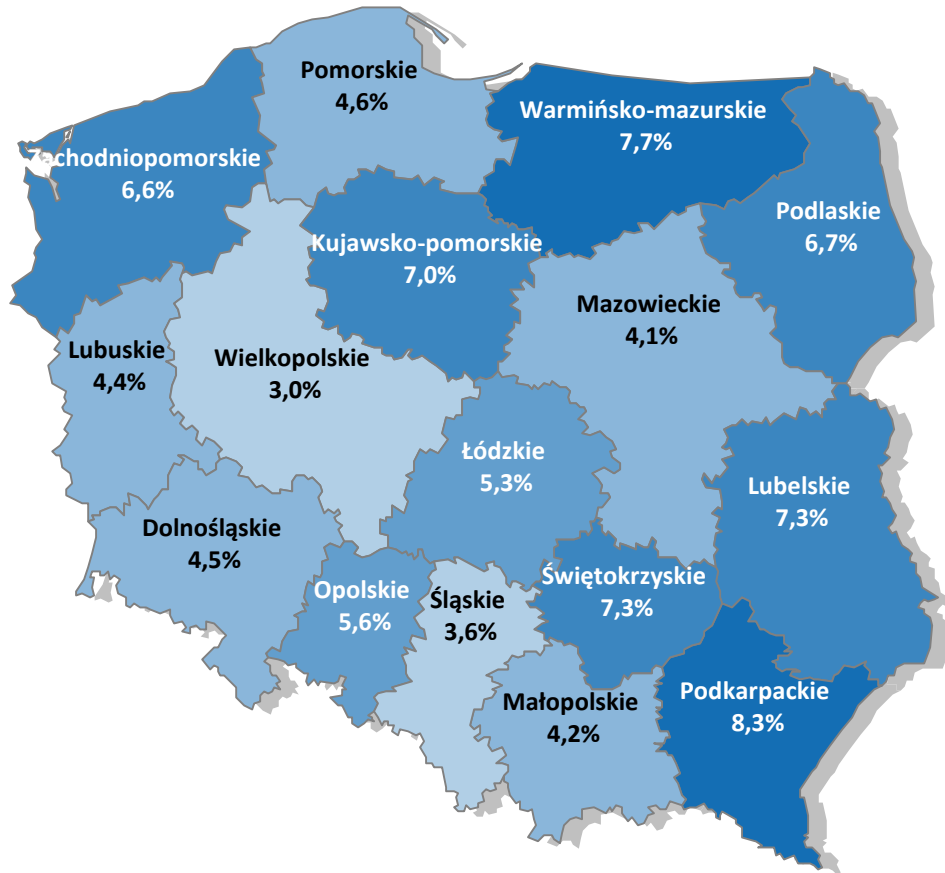 Pomorskie
4,6%
Warmińsko-mazurskie
7,7%
Zachodniopomorskie
6,6%
Podlaskie
6,7%
Kujawsko-pomorskie
7,0%
Mazowieckie
4,1%
Lubuskie
4,4%
Wielkopolskie
3,0%
Łódzkie
5,3%
Lubelskie
7,3%
Dolnośląskie
4,5%
Opolskie
5,6%
Śląskie
3,6%
Świętokrzyskie
7,3%
Małopolskie
4,2%
Podkarpackie
8,3%